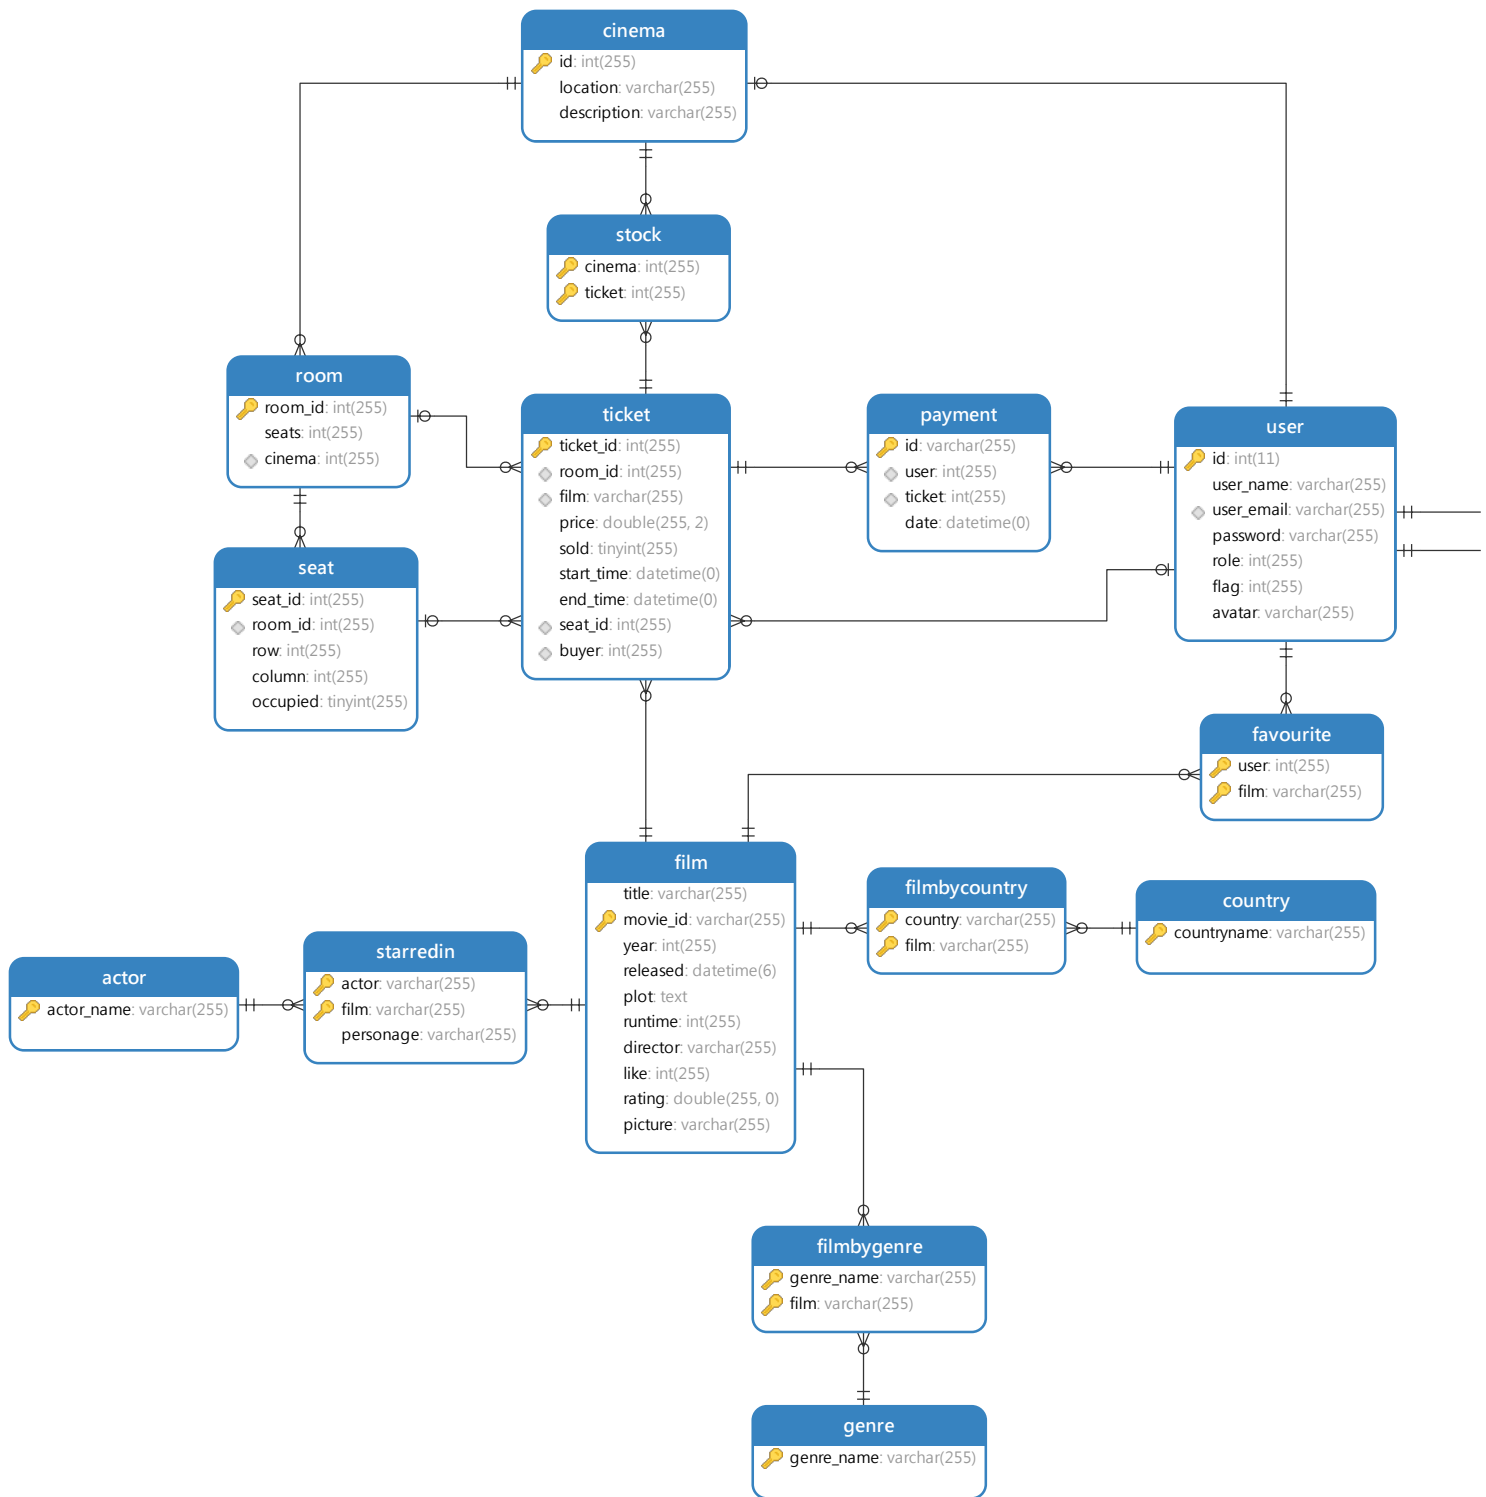 cinema
id: int(255)
location: varchar(255)
description: varchar(255)
stock
cinema: int(255)
ticket: int(255)
room
room_id: int(255)
seats: int(255)
cinema: int(255)
ticket
ticket_id: int(255)
room_id: int(255)
film: varchar(255)
price: double(255, 2)
sold: tinyint(255)
start_time: datetime(0)
end_time: datetime(0)
seat_id: int(255)
buyer: int(255)
payment
id: varchar(255)
user: int(255)
ticket: int(255)
date: datetime(0)
user
id: int(11)
user_name: varchar(255)
user_email: varchar(255)
password: varchar(255)
role: int(255)
flag: int(255)
avatar: varchar(255)
seat
seat_id: int(255)
room_id: int(255)
row: int(255)
column: int(255)
occupied: tinyint(255)
favourite
user: int(255)
film: varchar(255)
film
title: varchar(255)
movie_id: varchar(255)
year: int(255)
released: datetime(6)
plot: text
runtime: int(255)
director: varchar(255)
like: int(255)
rating: double(255, 0)
picture: varchar(255)
filmbycountry
country: varchar(255)
film: varchar(255)
country
countryname: varchar(255)
starredin
actor: varchar(255)
film: varchar(255)
personage: varchar(255)
actor
actor_name: varchar(255)
filmbygenre
genre_name: varchar(255)
film: varchar(255)
genre
genre_name: varchar(255)